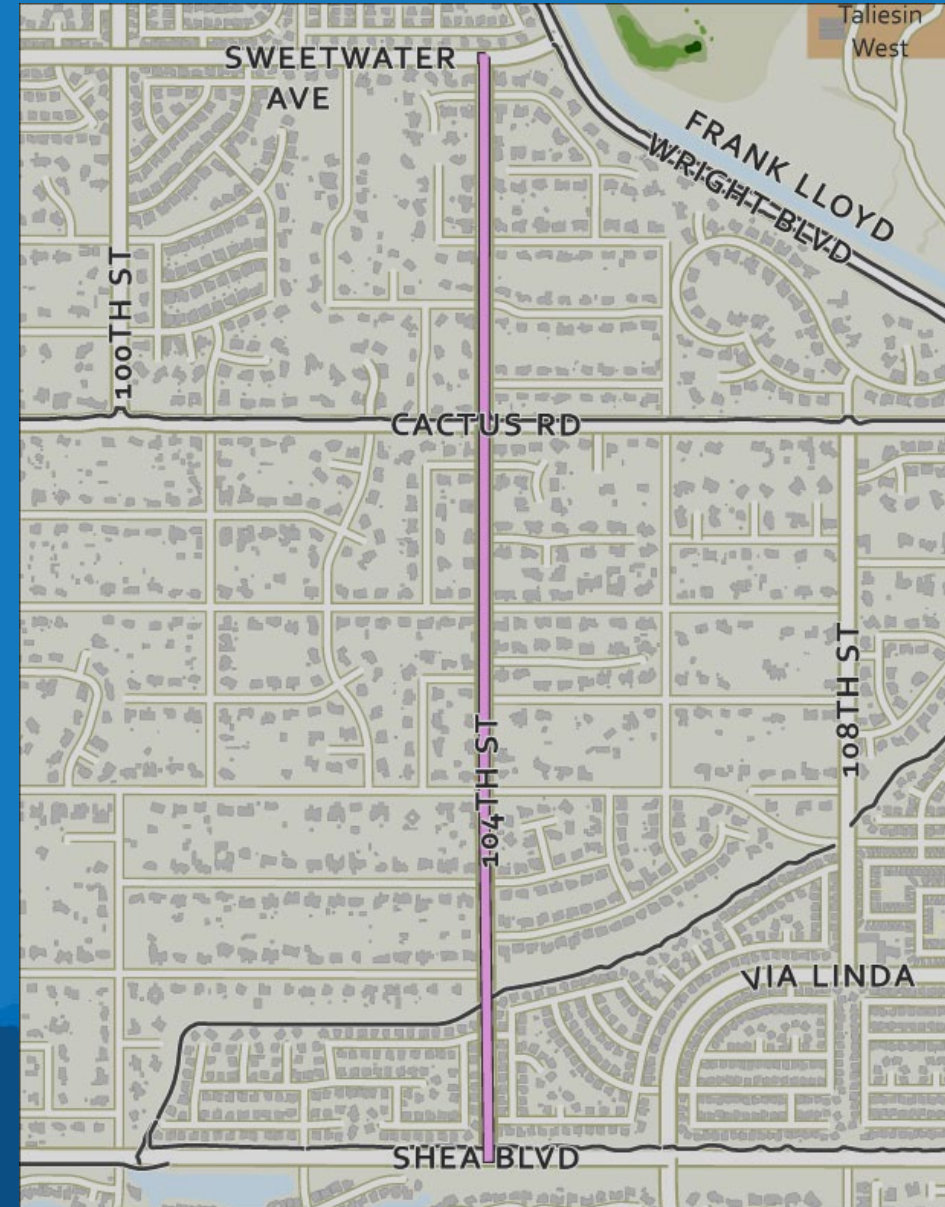 Taliesin
West
SWEETWATER
AVE
FRANK LLOYD
WRIGHT BLVD
100TH ST
CACTUS RD
108TH ST
104TH ST
VIA LINDA
SHEA BLVD